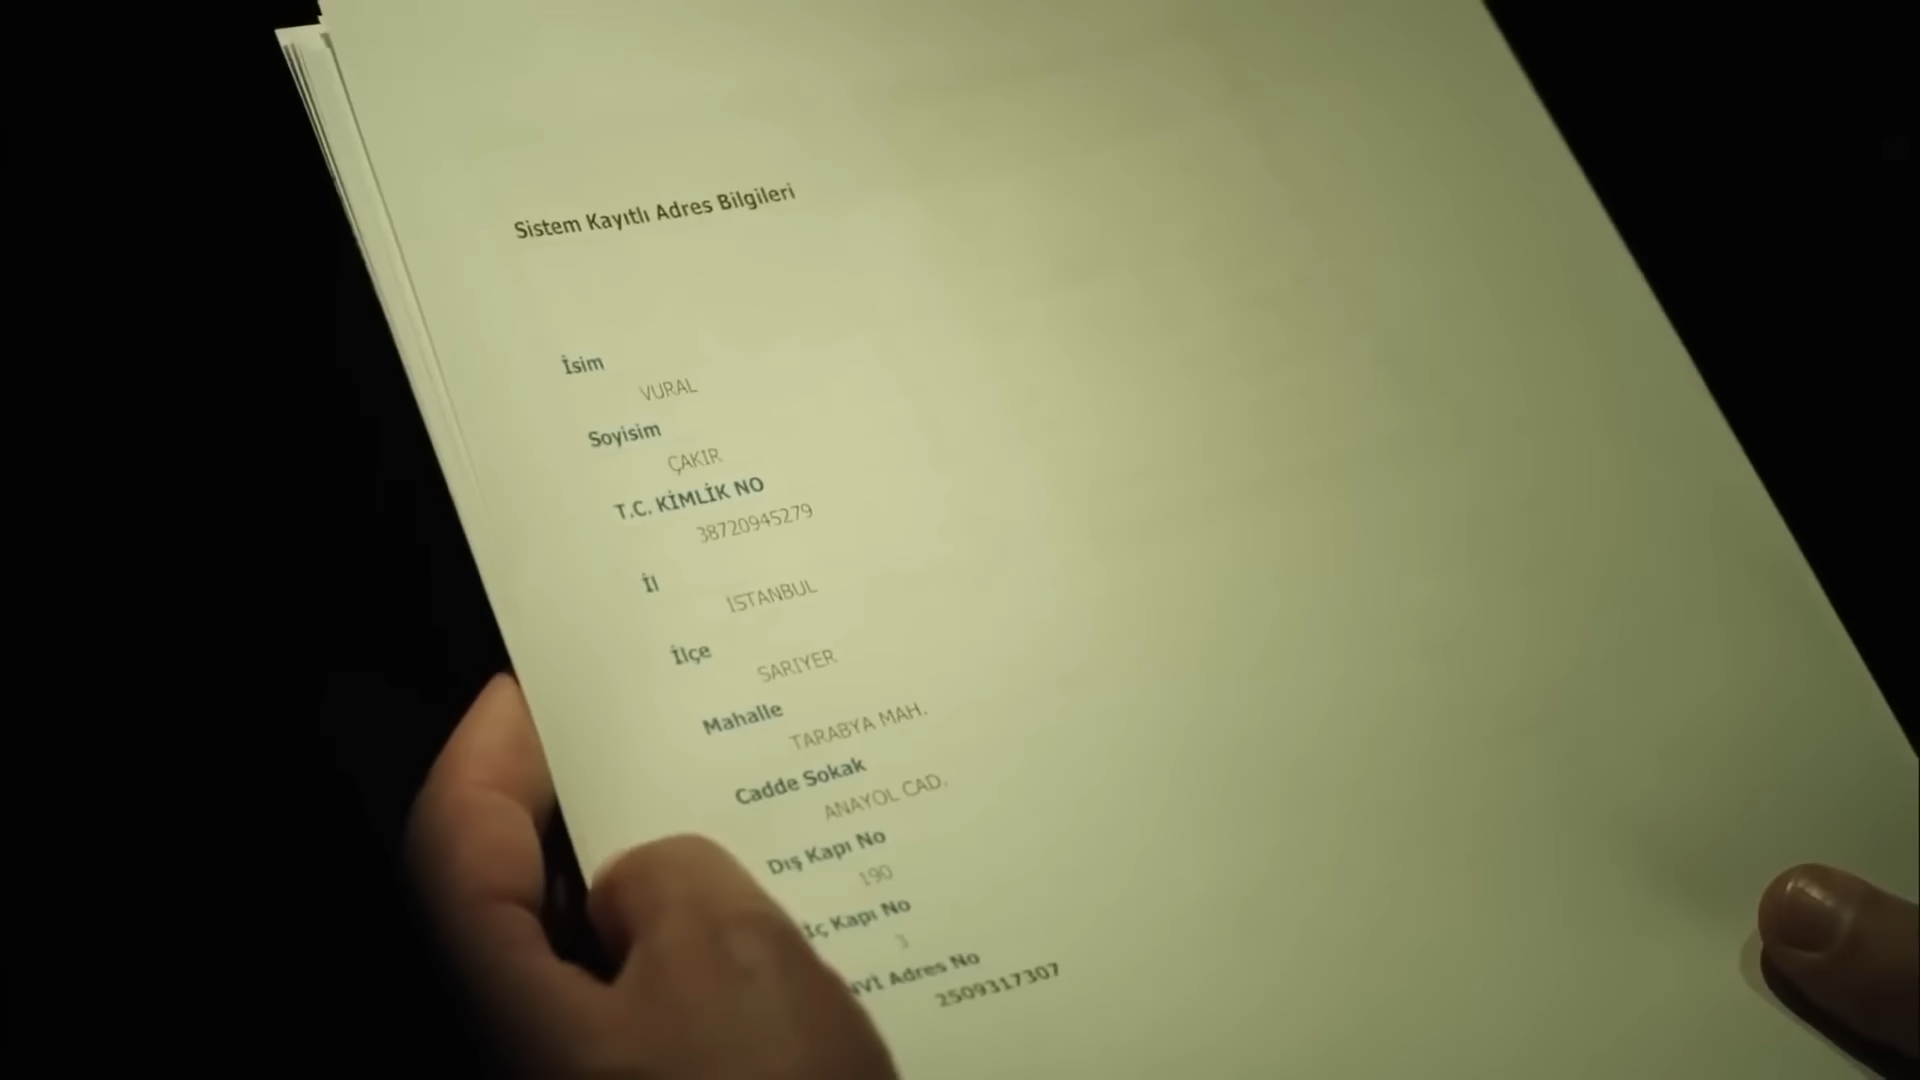 Sistem Kayıtlı Adres Bilgileri
İsim
VURAL
Soyisim
ÇAKIR
T.C. KİMLİK NO
38720945279
İl
İSTANBUL
İlçe
SARIYER
Mahalle
TARABYA MAH.
Cadde Sokak
ANAYOL CAD.
Dış Kapı No
190
İç Kapı No
3
NVİ Adres No
2509317307